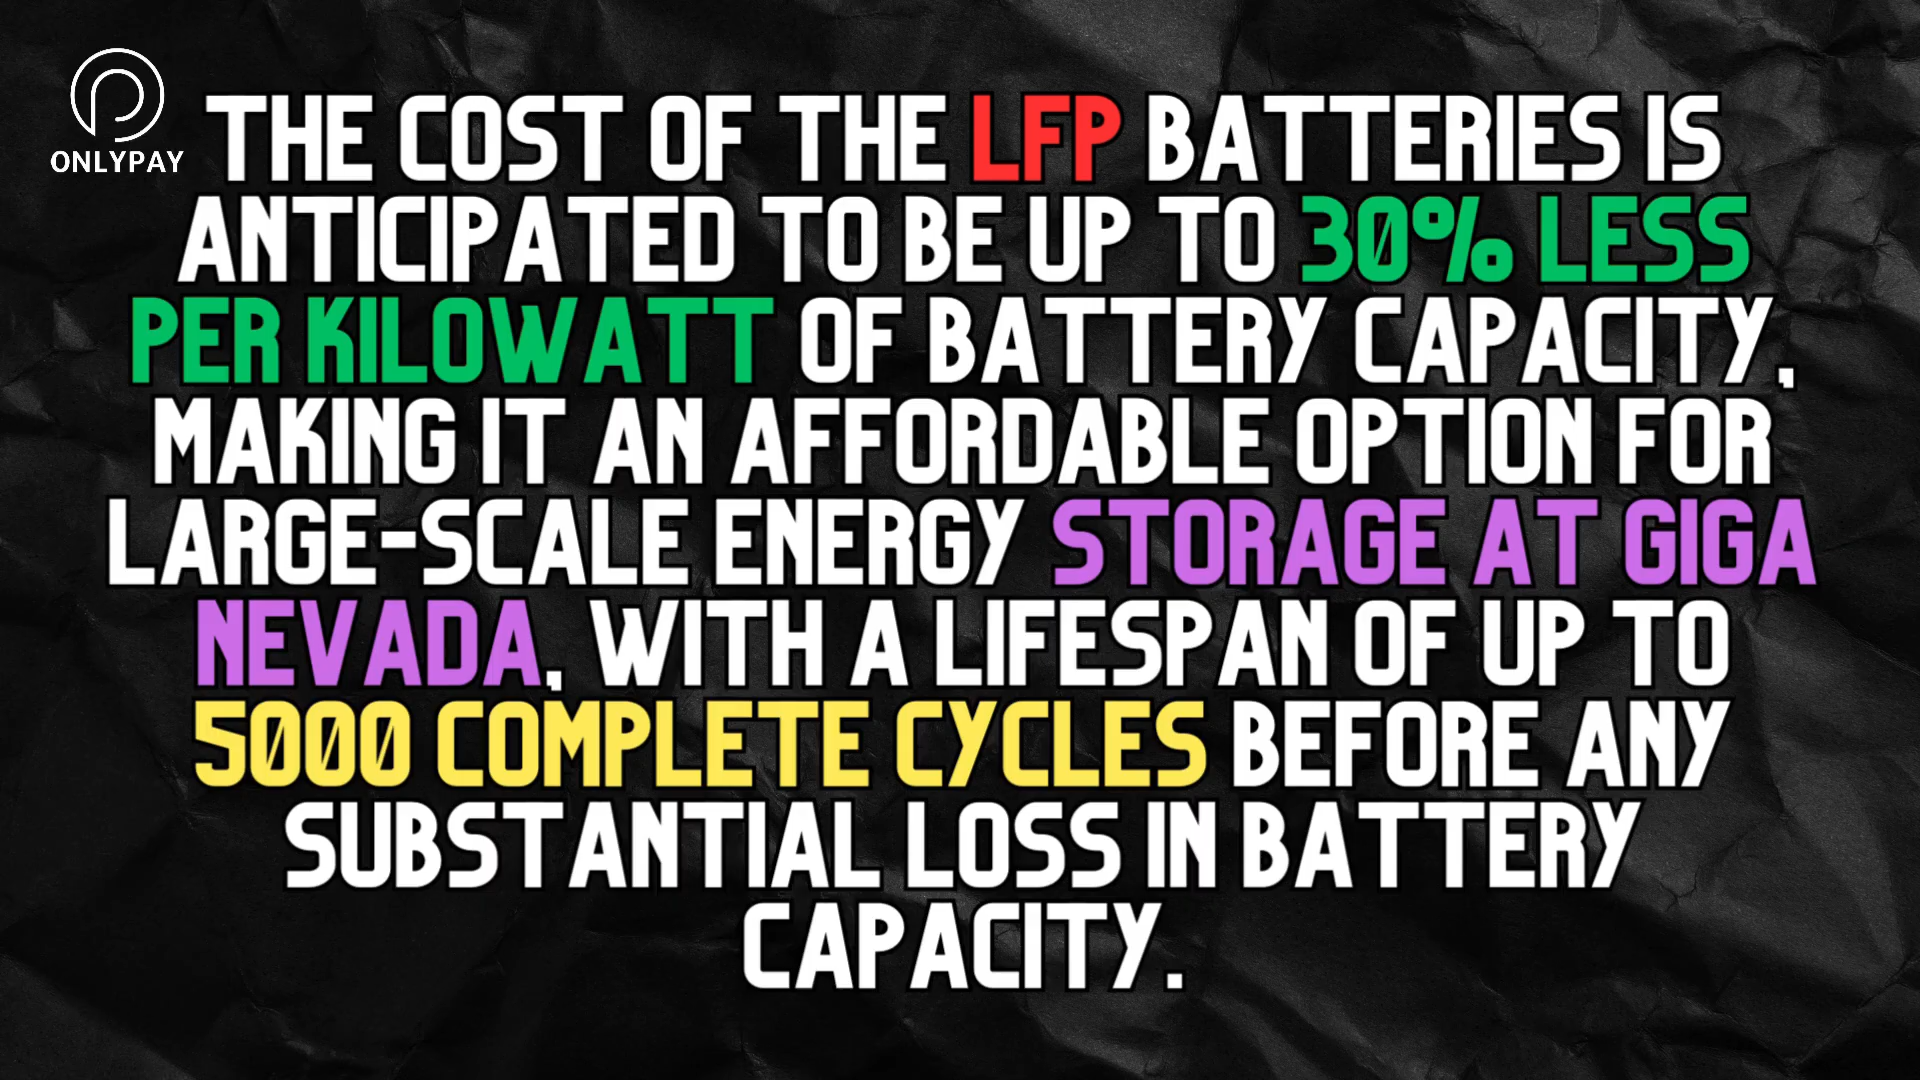 ONLYPAY
THE COST OF THE LFP BATTERIES IS
ANTICIPATED TO BE UP TO 30% LESS
PER KILOWATT OF BATTERY CAPACITY,
MAKING IT AN AFFORDABLE OPTION FOR
LARGE-SCALE ENERGY STORAGE AT GIGA
NEVADA, WITH A LIFESPAN OF UP TO
5000 COMPLETE CYCLES BEFORE ANY
SUBSTANTIAL LOSS IN BATTERY
CAPACITY.